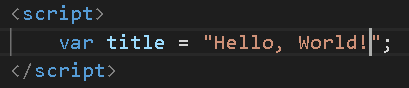 <script>
var title = "Hello, World!";
</script>